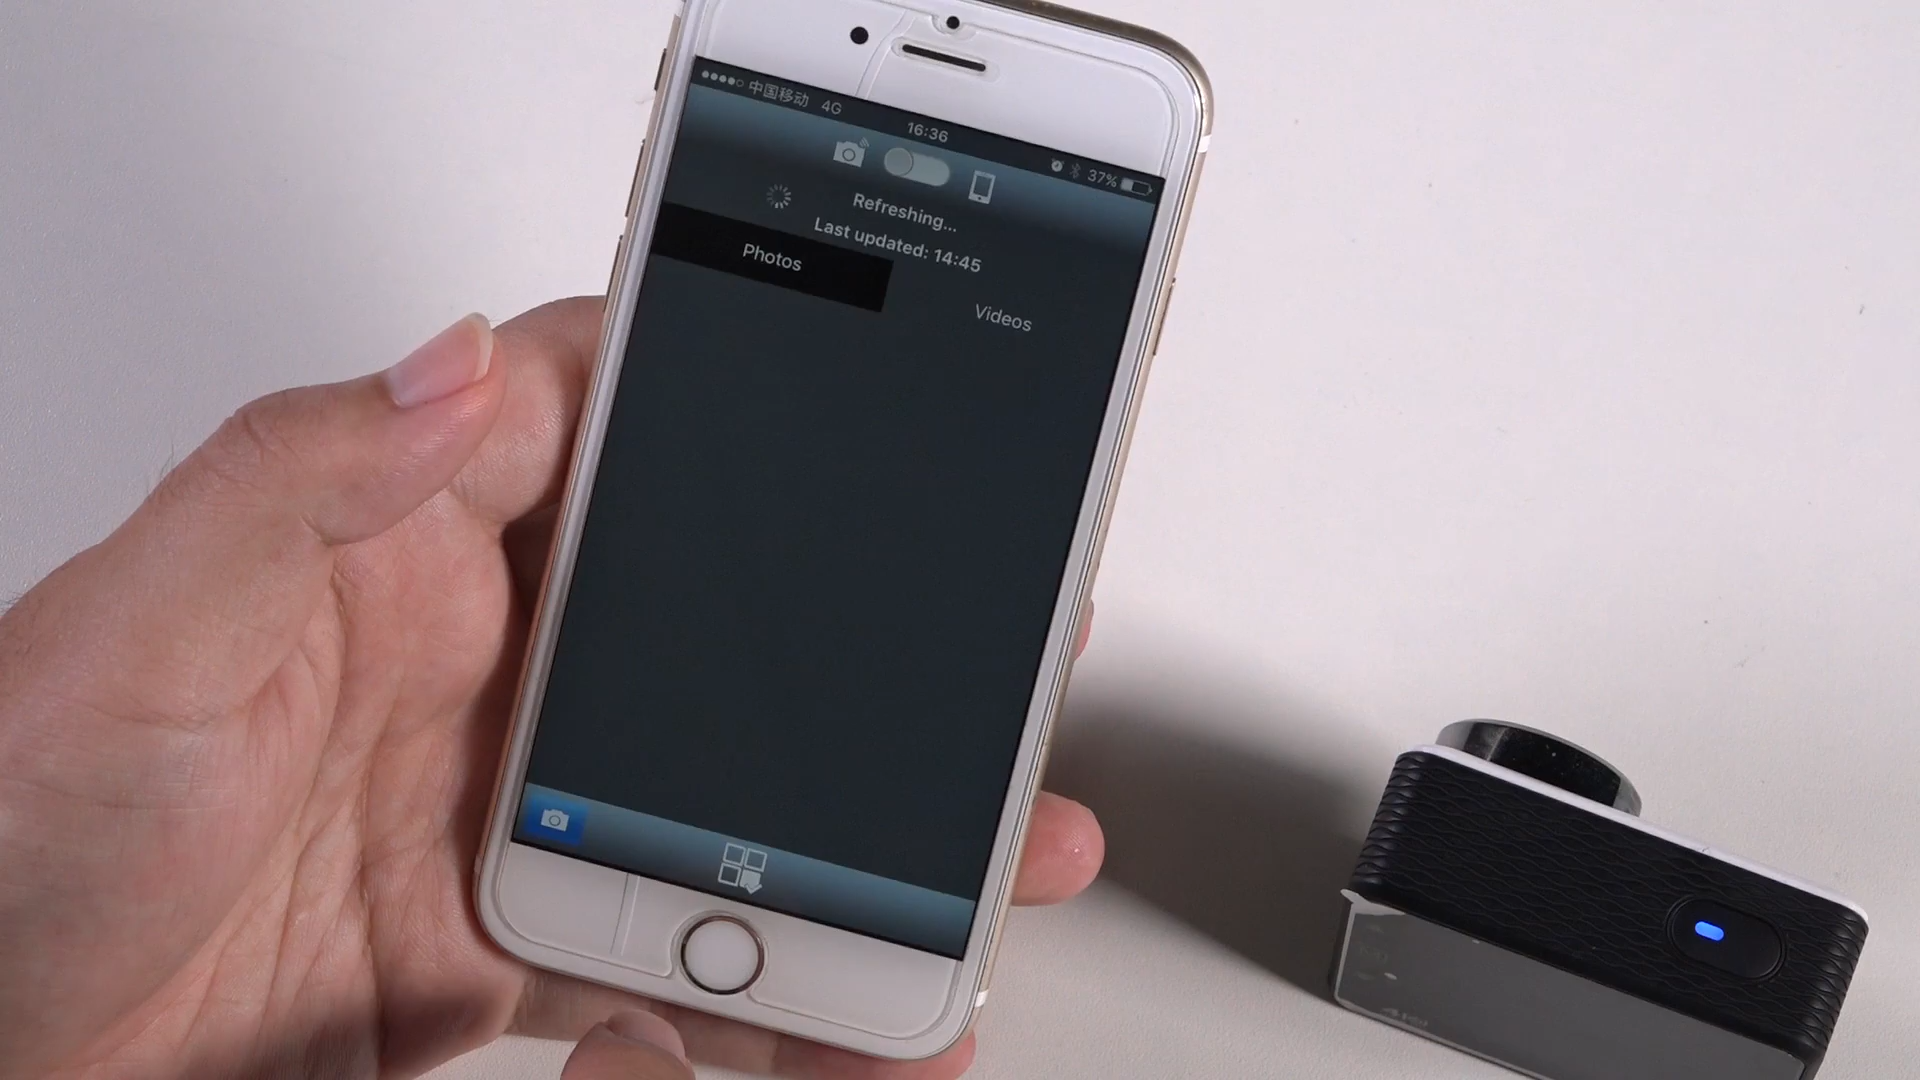 中国移动 4G
16:36
37%
Refreshing...
Last updated: 14:45
Photos
Videos